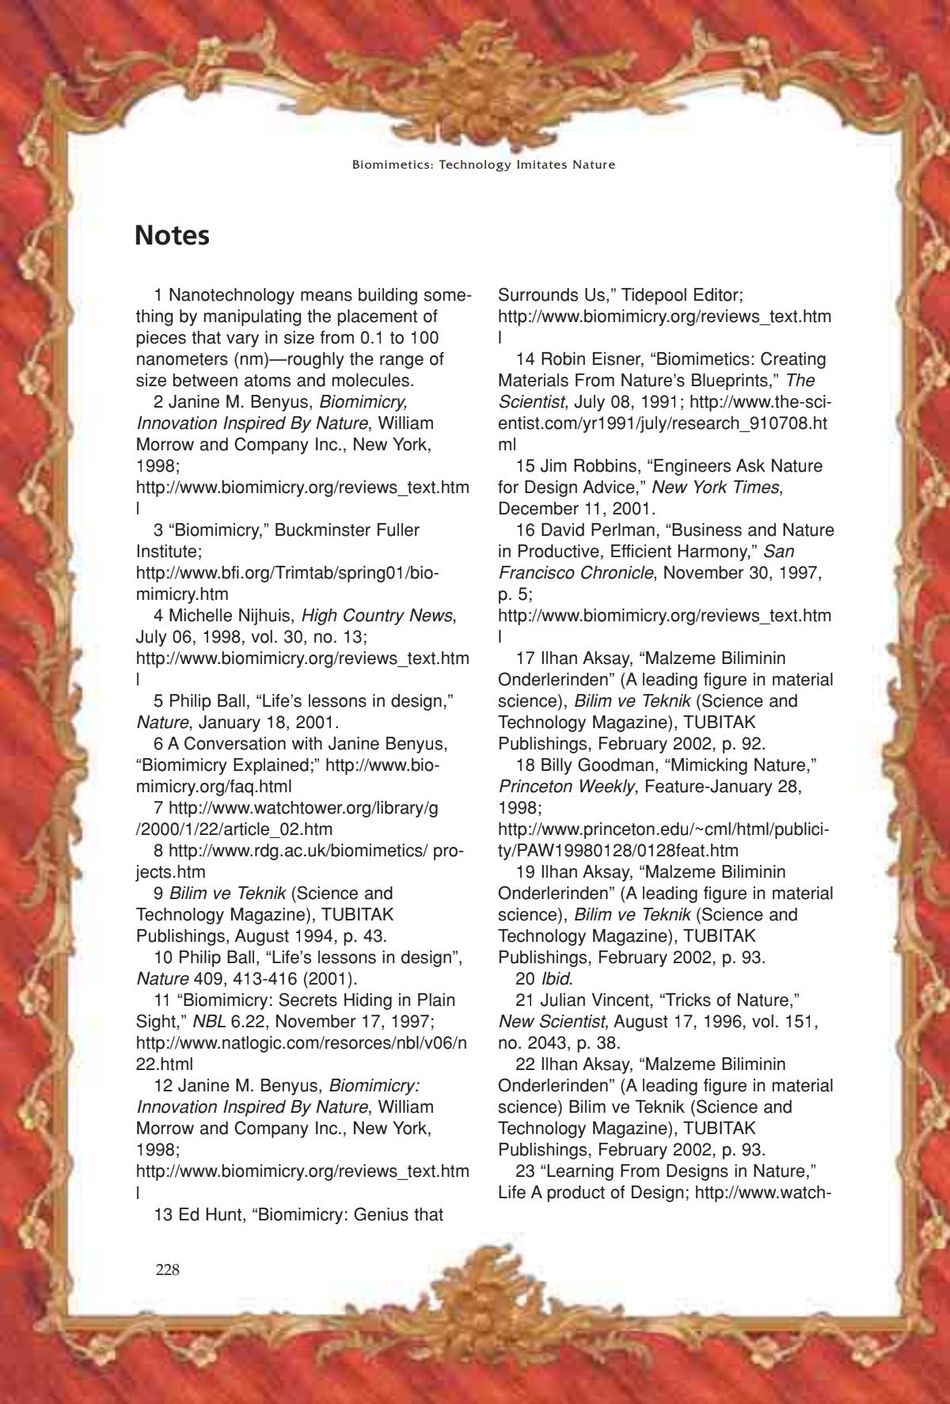 Biomimetics: Technology Imitates Nature
Notes
1 Nanotechnology means building some-
thing by manipulating the placement of
pieces that vary in size from 0.1 to 100
nanometers (nm)—roughly the range of
size between atoms and molecules.
2 Janine M. Benyus, Biomimicry,
Innovation Inspired By Nature, William
Morrow and Company Inc., New York,
1998;
http://www.biomimicry.org/reviews_text.htm
l
3 “Biomimicry,” Buckminster Fuller
Institute;
http://www.bfi.org/Trimtab/spring01/bio-
mimicry.htm
4 Michelle Nijhuis, High Country News,
July 06, 1998, vol. 30, no. 13;
http://www.biomimicry.org/reviews_text.htm
l
5 Philip Ball, “Life’s lessons in design,”
Nature, January 18, 2001.
6 A Conversation with Janine Benyus,
“Biomimicry Explained;” http://www.bio-
mimicry.org/faq.html
7 http://www.watchtower.org/library/g
/2000/1/22/article_02.htm
8 http://www.rdg.ac.uk/biomimetics/ pro-
jects.htm
9 Bilim ve Teknik (Science and
Technology Magazine), TUBITAK
Publishings, August 1994, p. 43.
10 Philip Ball, “Life’s lessons in design”,
Nature 409, 413-416 (2001).
11 “Biomimicry: Secrets Hiding in Plain
Sight,” NBL 6.22, November 17, 1997;
http://www.natlogic.com/resorces/nbl/v06/n
22.html
12 Janine M. Benyus, Biomimicry:
Innovation Inspired By Nature, William
Morrow and Company Inc., New York,
1998;
http://www.biomimicry.org/reviews_text.htm
l
13 Ed Hunt, “Biomimicry: Genius that
Surrounds Us,” Tidepool Editor;
http://www.biomimicry.org/reviews_text.htm
l
14 Robin Eisner, “Biomimetics: Creating
Materials From Nature’s Blueprints,” The
Scientist, July 08, 1991; http://www.the-sci-
entist.com/yr1991/july/research_910708.ht
ml
15 Jim Robbins, “Engineers Ask Nature
for Design Advice,” New York Times,
December 11, 2001.
16 David Perlman, “Business and Nature
in Productive, Efficient Harmony,” San
Francisco Chronicle, November 30, 1997,
p. 5;
http://www.biomimicry.org/reviews_text.htm
l
17 Ilhan Aksay, “Malzeme Biliminin
Onderlerinden” (A leading figure in material
science), Bilim ve Teknik (Science and
Technology Magazine), TUBITAK
Publishings, February 2002, p. 92.
18 Billy Goodman, “Mimicking Nature,”
Princeton Weekly, Feature-January 28,
1998;
http://www.princeton.edu/~cml/html/publici-
ty/PAW19980128/0128feat.htm
19 Ilhan Aksay, “Malzeme Biliminin
Onderlerinden” (A leading figure in material
science), Bilim ve Teknik (Science and
Technology Magazine), TUBITAK
Publishings, February 2002, p. 93.
20 Ibid.
21 Julian Vincent, “Tricks of Nature,”
New Scientist, August 17, 1996, vol. 151,
no. 2043, p. 38.
22 Ilhan Aksay, “Malzeme Biliminin
Onderlerinden” (A leading figure in material
science) Bilim ve Teknik (Science and
Technology Magazine), TUBITAK
Publishings, February 2002, p. 93.
23 “Learning From Designs in Nature,”
Life A product of Design; http://www.watch-
228